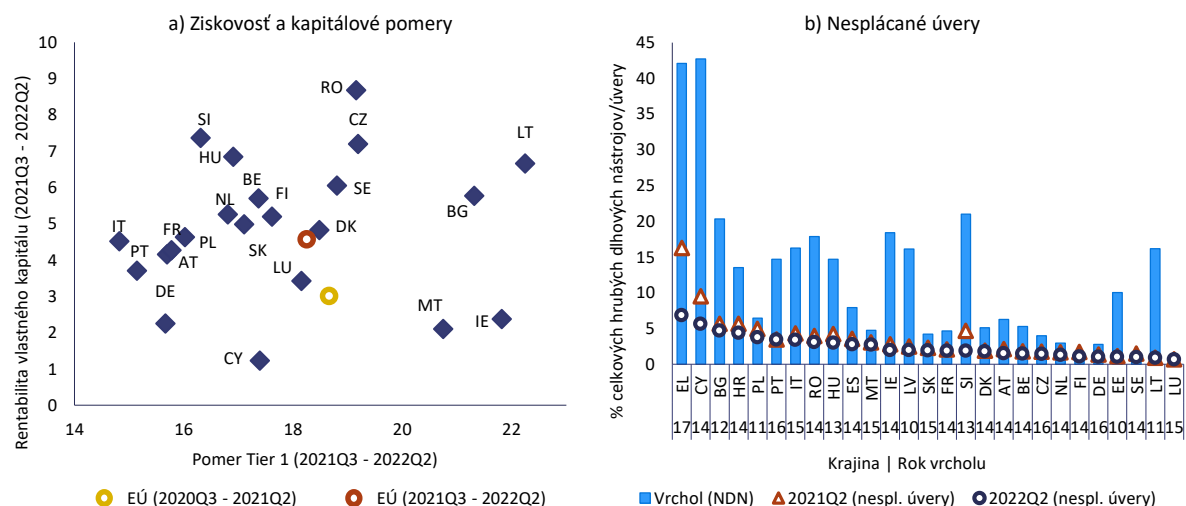 a) Ziskovosť a kapitálové pomery
Rentabilita vlastného kapitálu (2021Q3 - 2022Q2)
10
9
8
7
6
5
4
3
2
1
0
RO
SI
CZ
LT
HU
BE
FI
SE
BG
NL
IT
FR
PL
DK
PT
AT
SK
LU
DE
MT
IE
CY
14 16 18 20 22
Pomer Tier 1 (2021Q3 - 2022Q2)
EÚ (2020Q3 - 2021Q2) EÚ (2021Q3 - 2022Q2)
b) Nesplácané úvery
% celkových hrubých dlhových nástrojov/úvery
45
40
35
30
25
20
15
10
5
0
EL CY BG HR PL PT IT RO HU ES MT IE LV SK FR SI DK AT BE CZ NL FI DE EE SE LT LU
17 14 12 14 11 16 15 14 13 14 15 14 10 15 14 13 14 14 14 16 14 14 16 10 14 11 15
Krajina | Rok vrcholu
Vrchol (NDN) 2021Q2 (nespl. úvery) 2022Q2 (nespl. úvery)